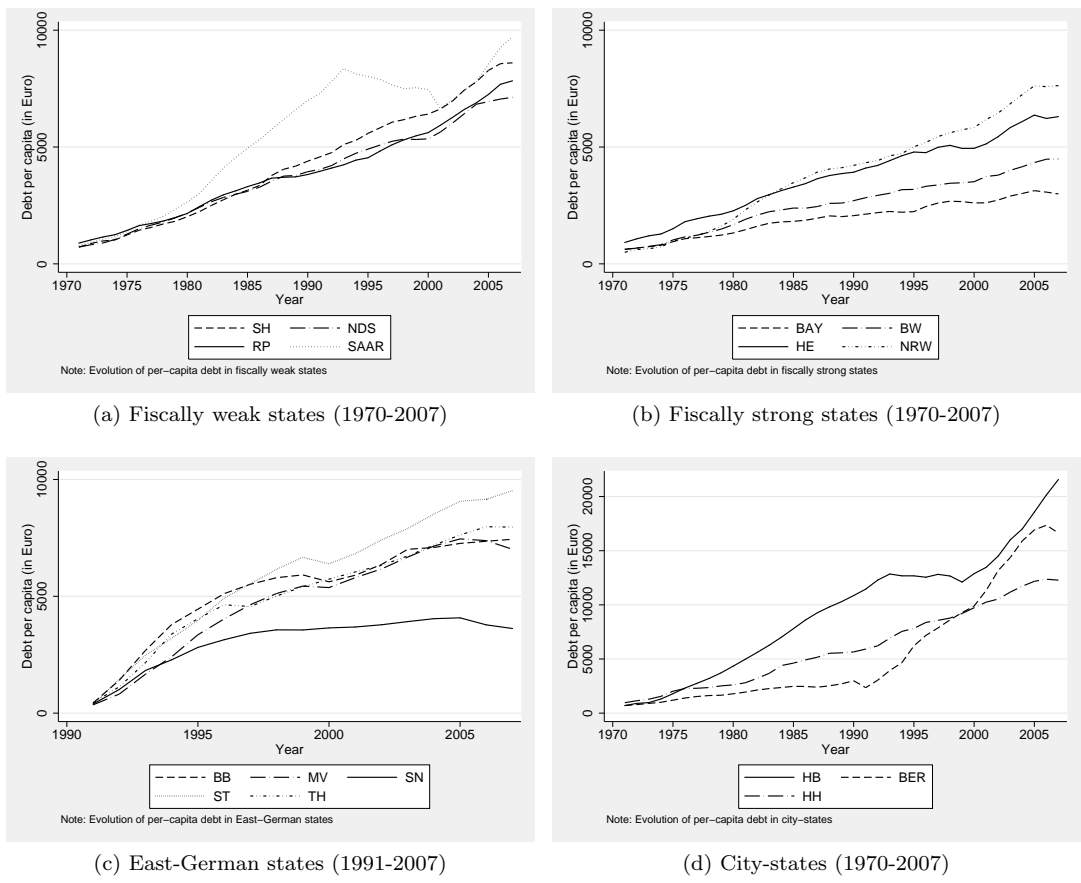 Debt per capita (in Euro)
0 5000 10000
1970 1975 1980 1985 1990 1995 2000 2005
Year
SH NDS
RP SAAR
Note: Evolution of per−capita debt in fiscally weak states
(a) Fiscally weak states (1970-2007)
Debt per capita (in Euro)
0 5000 10000
1970 1975 1980 1985 1990 1995 2000 2005
Year
BAY BW
HE NRW
Note: Evolution of per−capita debt in fiscally strong states
(b) Fiscally strong states (1970-2007)
Debt per capita (in Euro)
0 5000 10000
1990 1995 2000 2005
Year
BB MV SN
ST TH
Note: Evolution of per−capita debt in East−German states
(c) East-German states (1991-2007)
Debt per capita (in Euro)
0 5000 10000 15000 20000
1970 1975 1980 1985 1990 1995 2000 2005
Year
HB BER
HH
Note: Evolution of per−capita debt in city−states
(d) City-states (1970-2007)